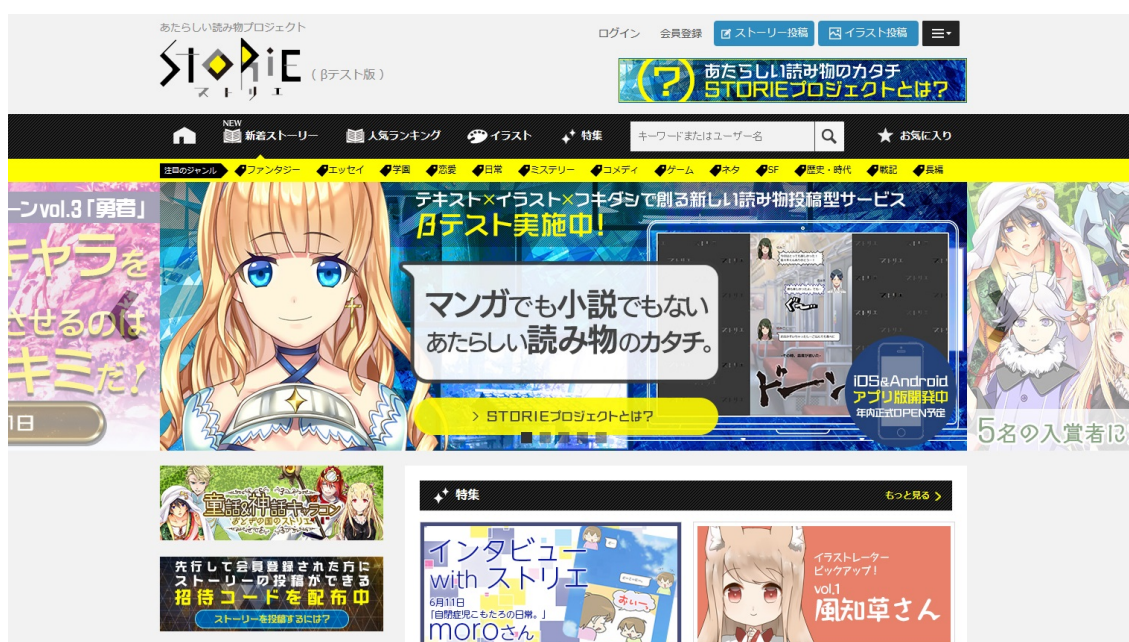 あたらしい読み物プロジェクト
STORIE
ストリエ
(βテスト版)
ログイン
会員登録
ストーリー投稿
イラスト投稿
?
あたらしい読み物のカタチ
STORIEプロジェクトとは?
NEW
新着ストーリー
人気ランキング
イラスト
特集
キーワードまたはユーザー名
お気に入り
注目のジャンル
ファンタジー
エッセイ
学園
恋愛
日常
ミステリー
コメディ
ゲーム
ネタ
SF
歴史・時代
戦記
長編
ーンvol.3「勇者」
キャラを
させるのは
キミだ!
1日
テキスト×イラスト×フキダシで創る新しい読み物投稿型サービス
βテスト実施中!
マンガでも小説でもない
あたらしい読み物のカタチ。
> STORIEプロジェクトとは?
ドーン
iOS&Android
アプリ版開発中
年内正式OPEN予定
5名の入賞者に
童話&神話キャラコン
おとぎの国のストリエ
先行して会員登録された方に
ストーリーの投稿ができる
招待コードを配布中
ストーリーを投稿するには?
特集
もっと見る >
インタビュー
with ストリエ
6月11日
「自閉症児こもたろの日常。」
moroさん
おいー
イラストレーター
ピックアップ!
vol.1
風知草さん